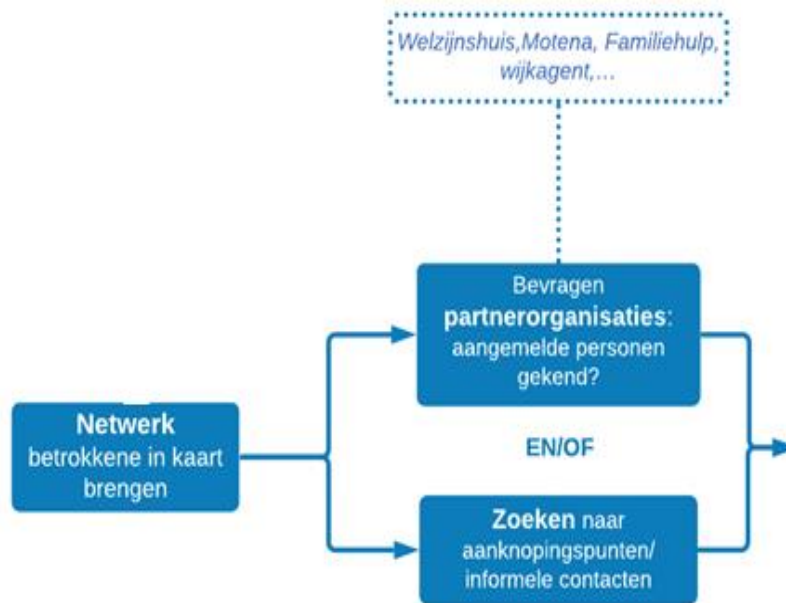 Welzijnshuis,Motena, Familiehulp,
wijkagent,...
Bevragen
partnerorganisaties:
aangemelde personen
gekend?
Netwerk
betrokkene in kaart
brengen
EN/OF
Zoeken naar
aanknopingspunten/
informele contacten